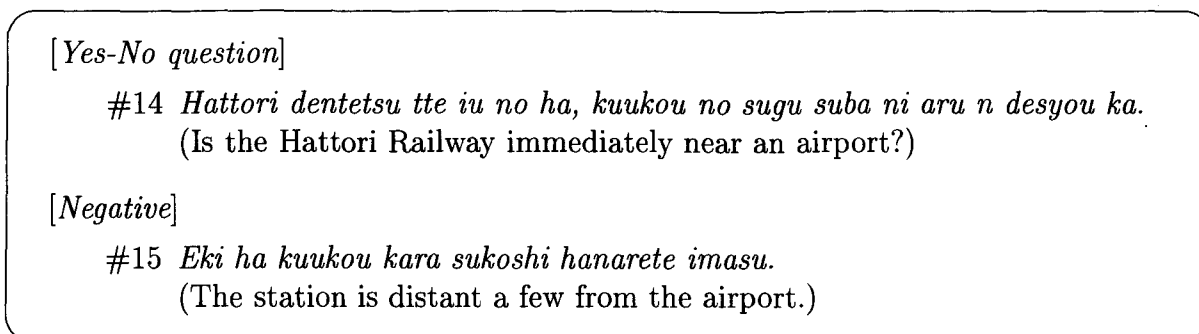 [Yes-No question]
#14 Hattori dentetsu tte iu no ha, kuukou no sugu suba ni aru n desyou ka.
(Is the Hattori Railway immediately near an airport?)
[Negative]
#15 Eki ha kuukou kara sukoshi hanarete imasu.
(The station is distant a few from the airport.)